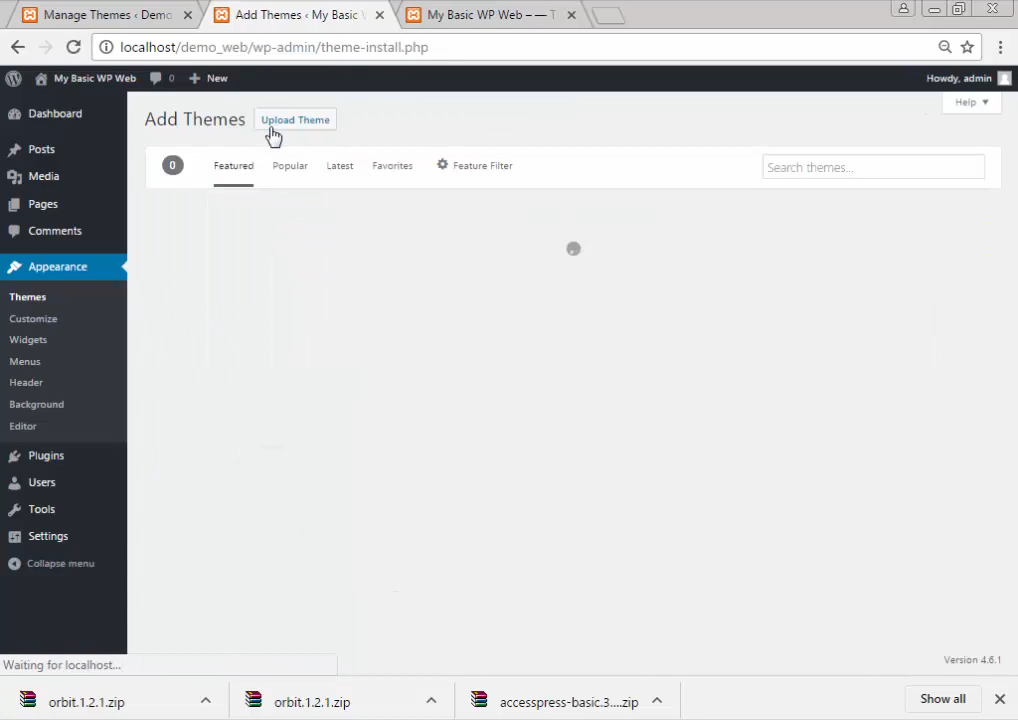 Manage Themes ‹ Demo
Add Themes ‹ My Basic
My Basic WP Web – — T
localhost/demo_web/wp-admin/theme-install.php
My Basic WP Web
0
New
Howdy, admin
Dashboard
Posts
Media
Pages
Comments
Appearance
Themes
Customize
Widgets
Menus
Header
Background
Editor
Plugins
Users
Tools
Settings
Collapse menu
Add Themes
Upload Theme
Help
0
Featured
Popular
Latest
Favorites
Feature Filter
Search themes...
Waiting for localhost...
Version 4.6.1
orbit.1.2.1.zip
orbit.1.2.1.zip
accesspress-basic.3....zip
Show all